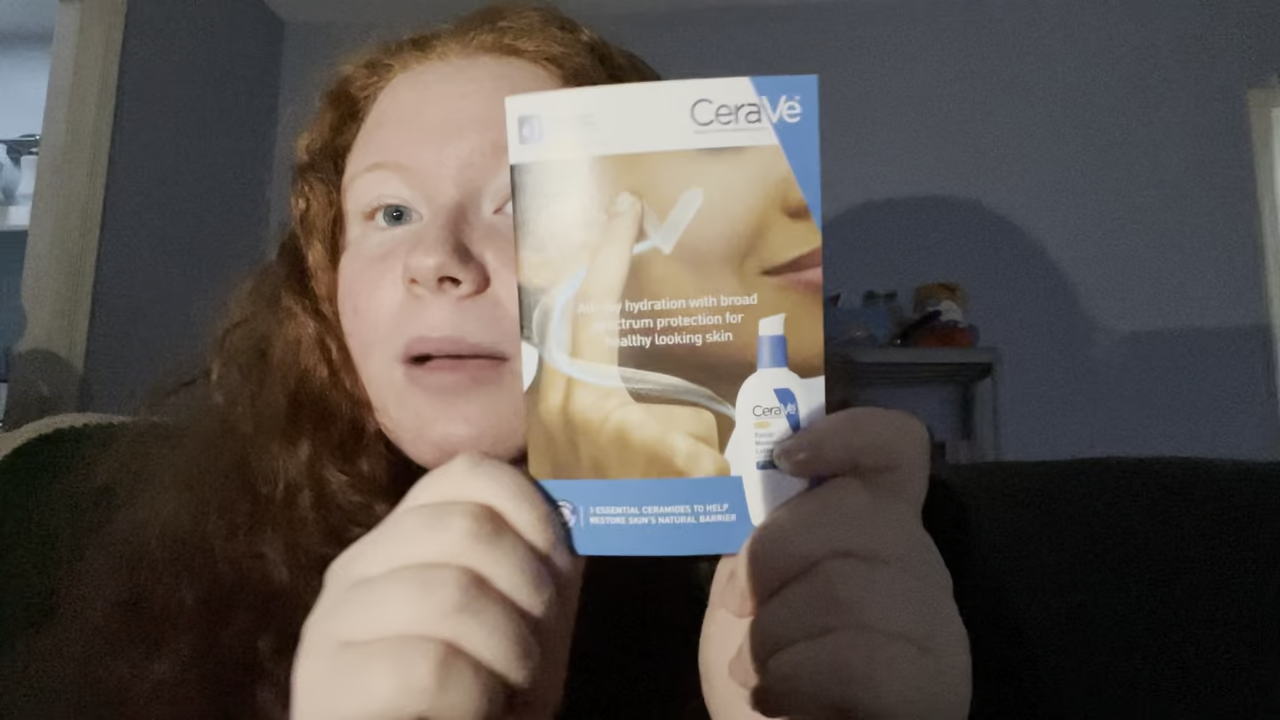 CeraVe
hydration with broad
spectrum protection for
healthy looking skin
CeraVe
3 ESSENTIAL CERAMIDES TO HELP
RESTORE SKIN'S NATURAL BARRIER